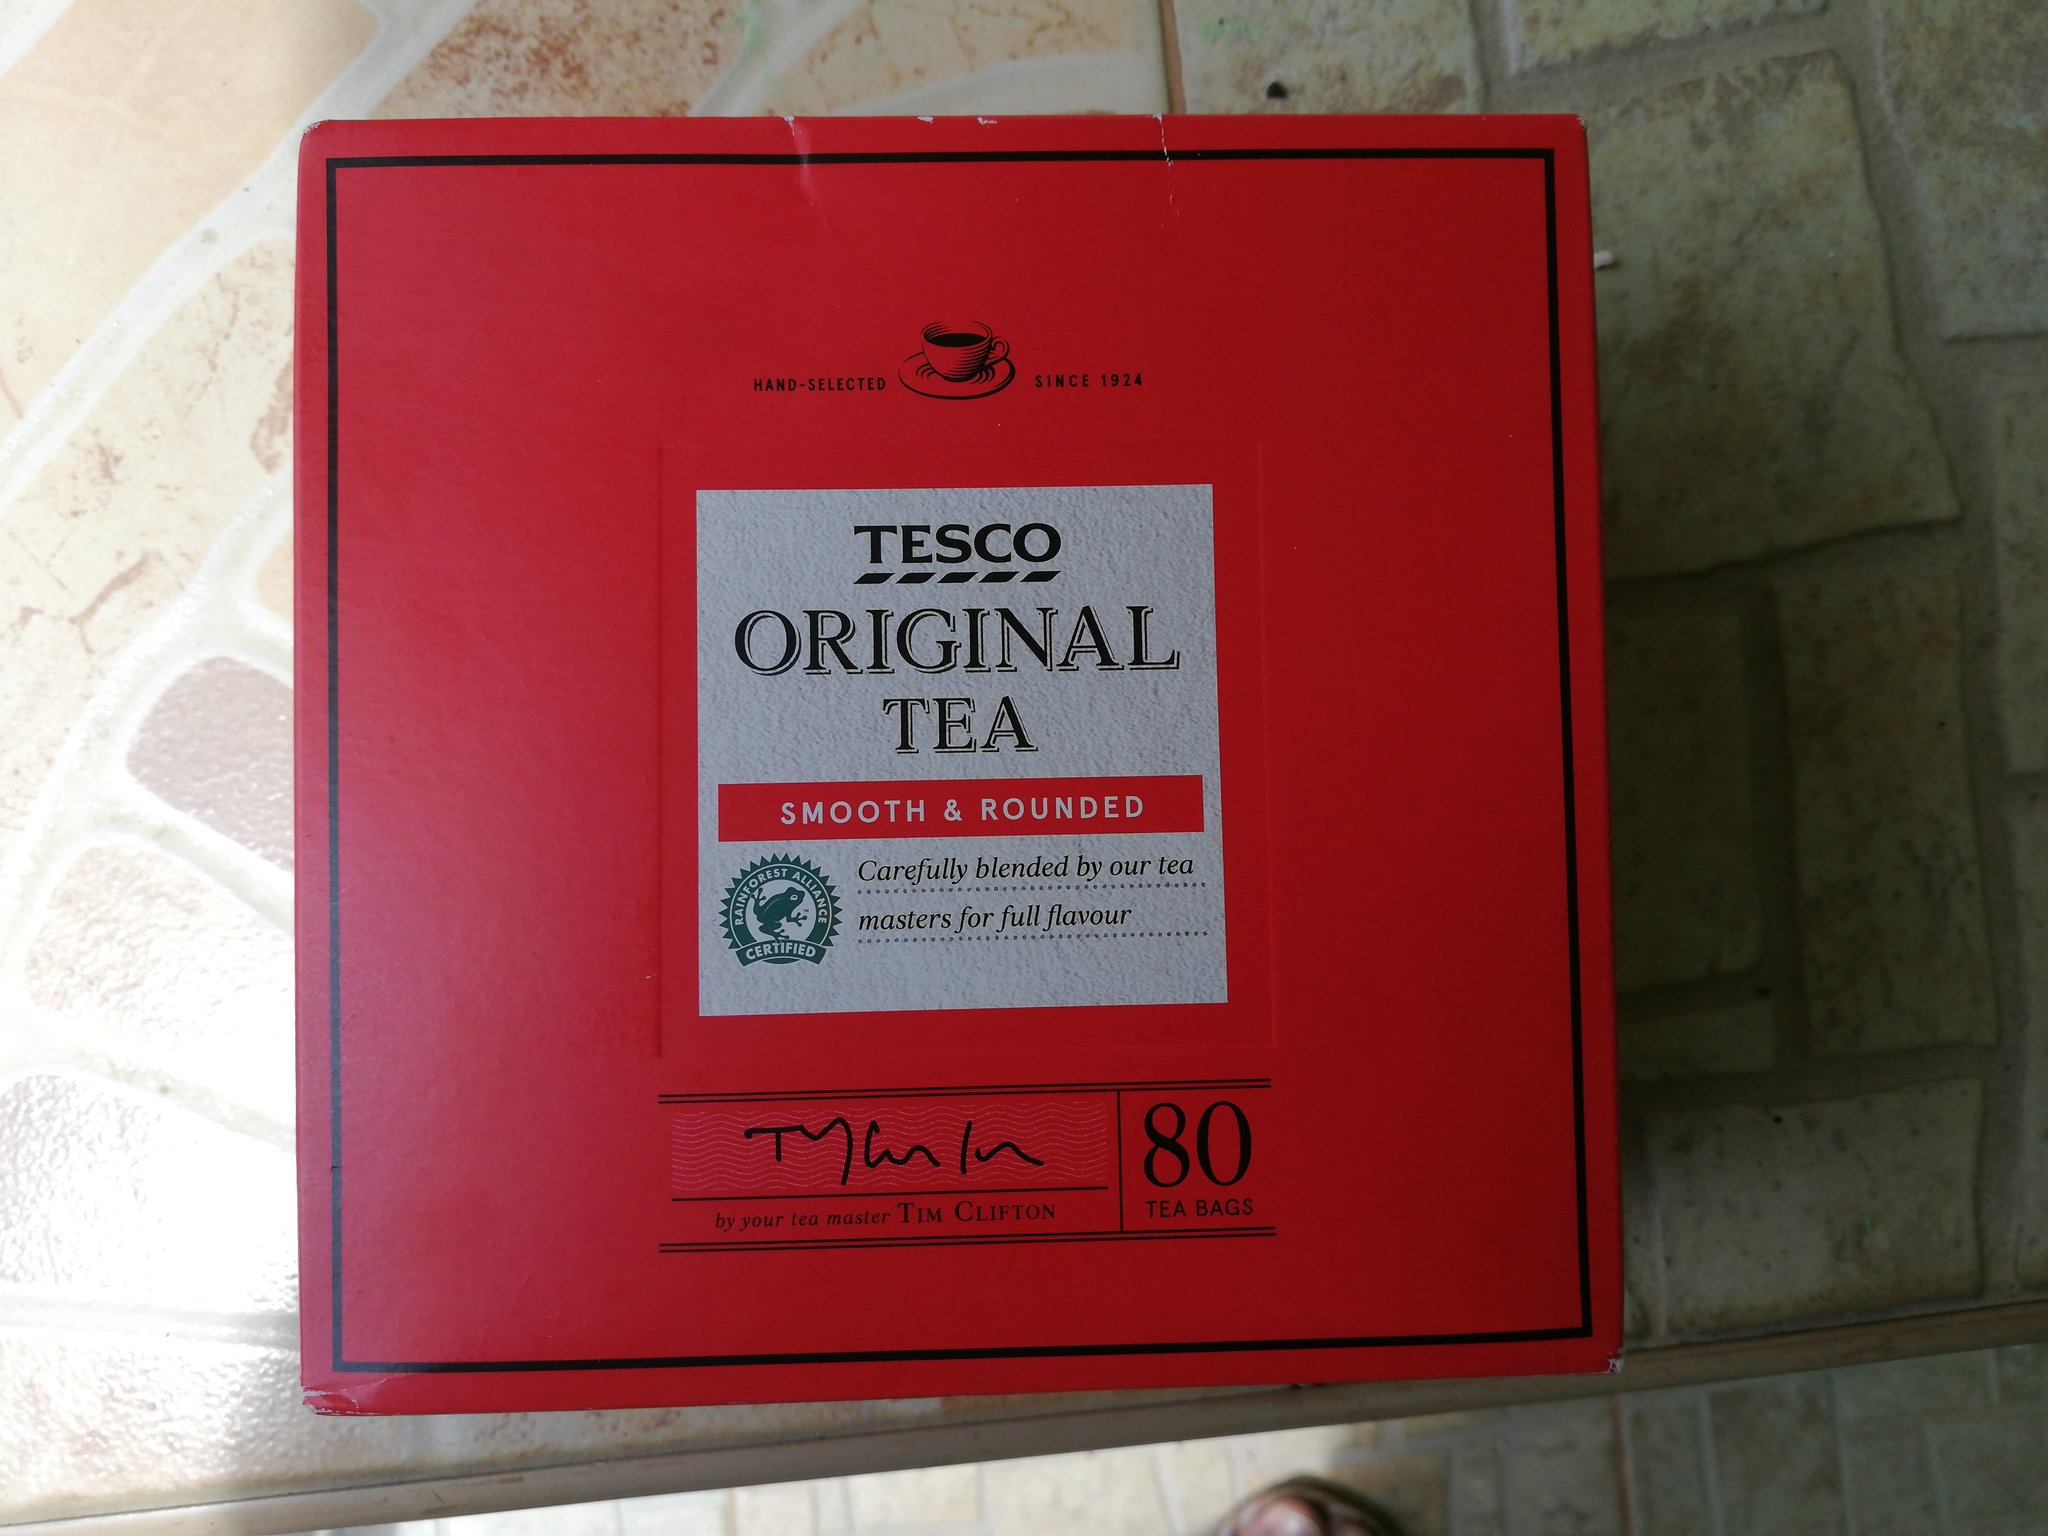 HAND-SELECTED SINCE 1924
TESCO
ORIGINAL
TEA
SMOOTH & ROUNDED
RAINFOREST ALLIANCE
CERTIFIED
Carefully blended by our tea
masters for full flavour
by your tea master TIM CLIFTON
80
TEA BAGS